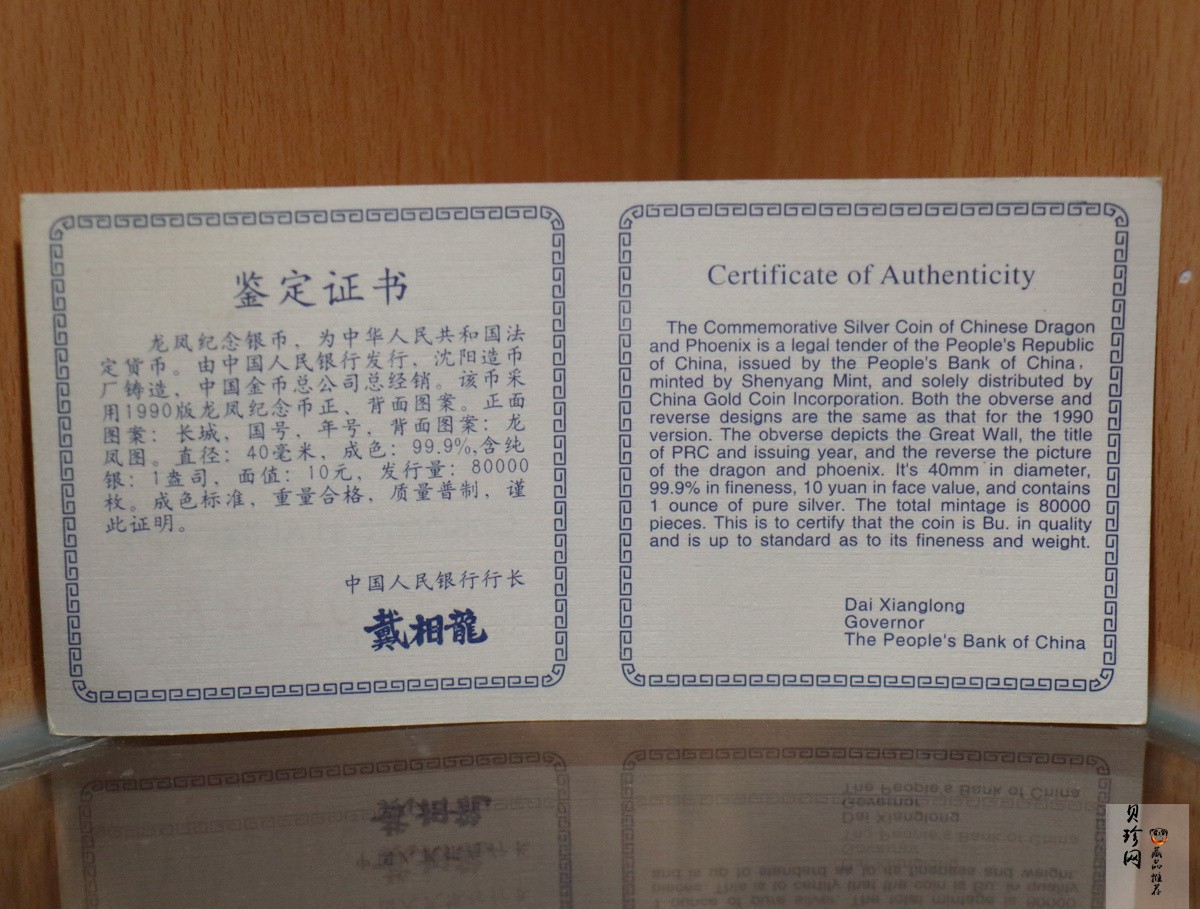 鉴定证书
龙凤纪念银币，为中华人民共和国法
定货币。由中国人民银行发行，沈阳造币
厂铸造，中国金币总公司总经销。该币采
用1990版龙凤纪念币正、背面图案。正面
图案：长城，国号，年号，背面图案：龙
凤图。直径：40毫米，成色：99.9%,含纯
银：1盎司，面值：10元，发行量：80000
枚。成色标准，重量合格，质量普制，谨
此证明。
中国人民银行行长
戴相龍
Certificate of Authenticity
The Commemorative Silver Coin of Chinese Dragon
and Phoenix is a legal tender of the People's Republic
of China, issued by the People's Bank of China,
minted by Shenyang Mint, and solely distributed by
China Gold Coin Incorporation. Both the obverse and
reverse designs are the same as that for the 1990
version. The obverse depicts the Great Wall, the title
of PRC and issuing year, and the reverse the picture
of the dragon and phoenix. It's 40mm in diameter,
99.9% in fineness, 10 yuan in face value, and contains
1 ounce of pure silver. The total mintage is 80000
pieces. This is to certify that the coin is Bu. in quality
and is up to standard as to its fineness and weight.
Dai Xianglong
Governor
The People's Bank of China
贝珍网
藏品推荐